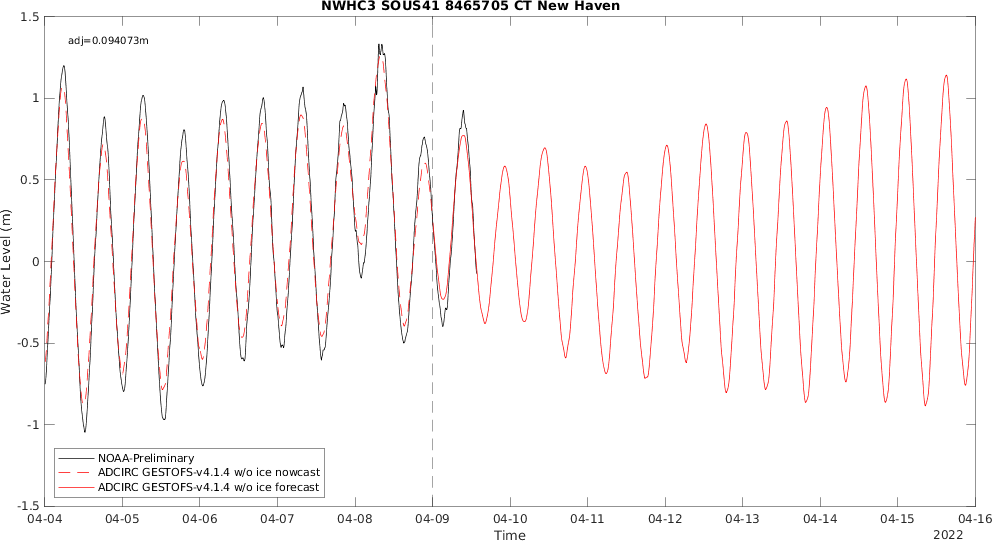 NWHC3 SOUS41 8465705 CT New Haven
adj=0.094073m
1.5
1
0.5
0
-0.5
-1
-1.5
Water Level (m)
NOAA-Preliminary
ADCIRC GESTOFS-v4.1.4 w/o ice nowcast
ADCIRC GESTOFS-v4.1.4 w/o ice forecast
04-04 04-05 04-06 04-07 04-08 04-09 04-10 04-11 04-12 04-13 04-14 04-15 04-16
Time
2022